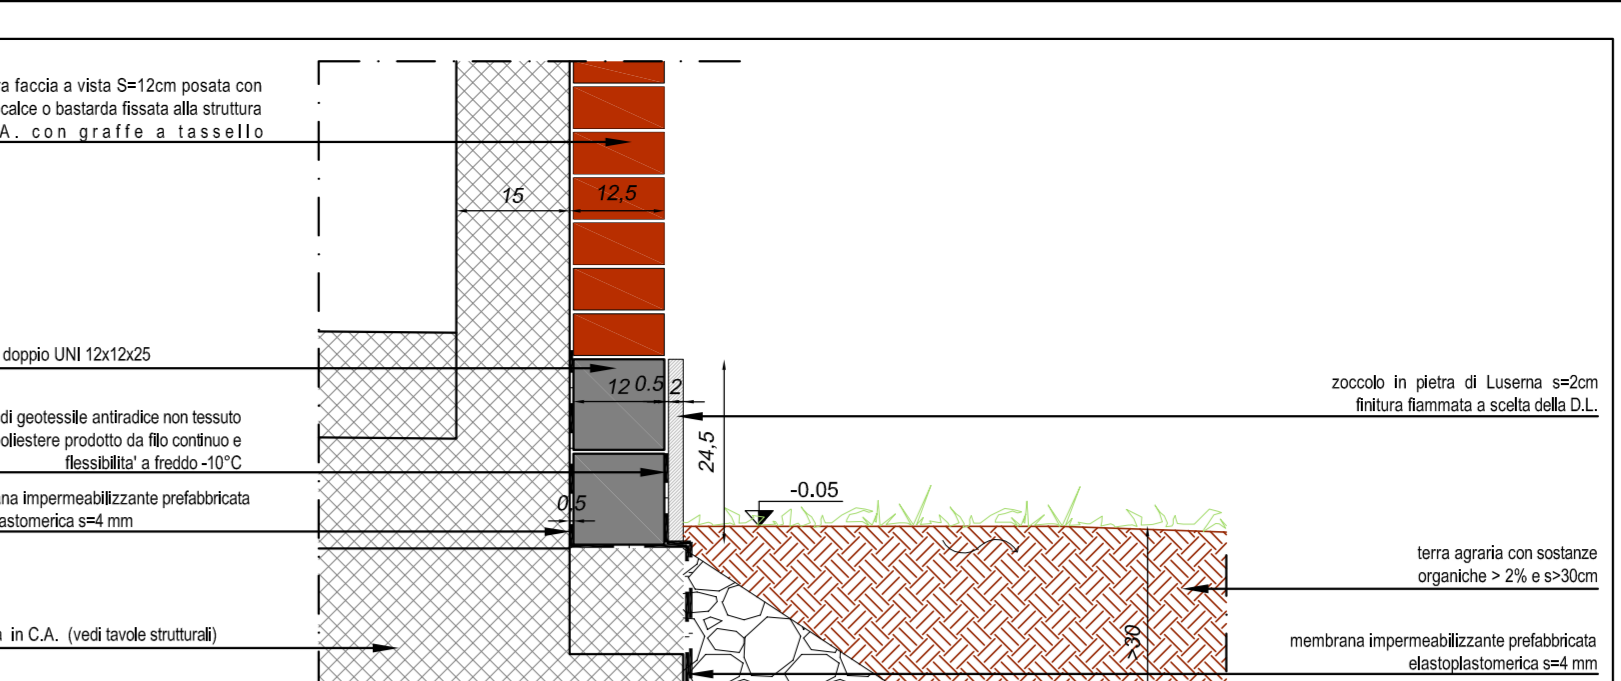 faccia a vista S=12cm posata con
calce o bastarda fissata alla struttura
A. con graffe a tassello
15
12,5
doppio UNI 12x12x25
12
0.5
2
zoccolo in pietra di Luserna s=2cm
finitura fiammata a scelta della D.L.
di geotessile antiradice non tessuto
prodotto da filo continuo e
flessibilita' a freddo -10°C
24,5
impermeabilizzante prefabbricata
s=4 mm
0.5
-0.05
terra agraria con sostanze
organiche > 2% e s>30cm
in C.A. (vedi tavole strutturali)
>30
membrana impermeabilizzante prefabbricata
elastoplastomerica s=4 mm